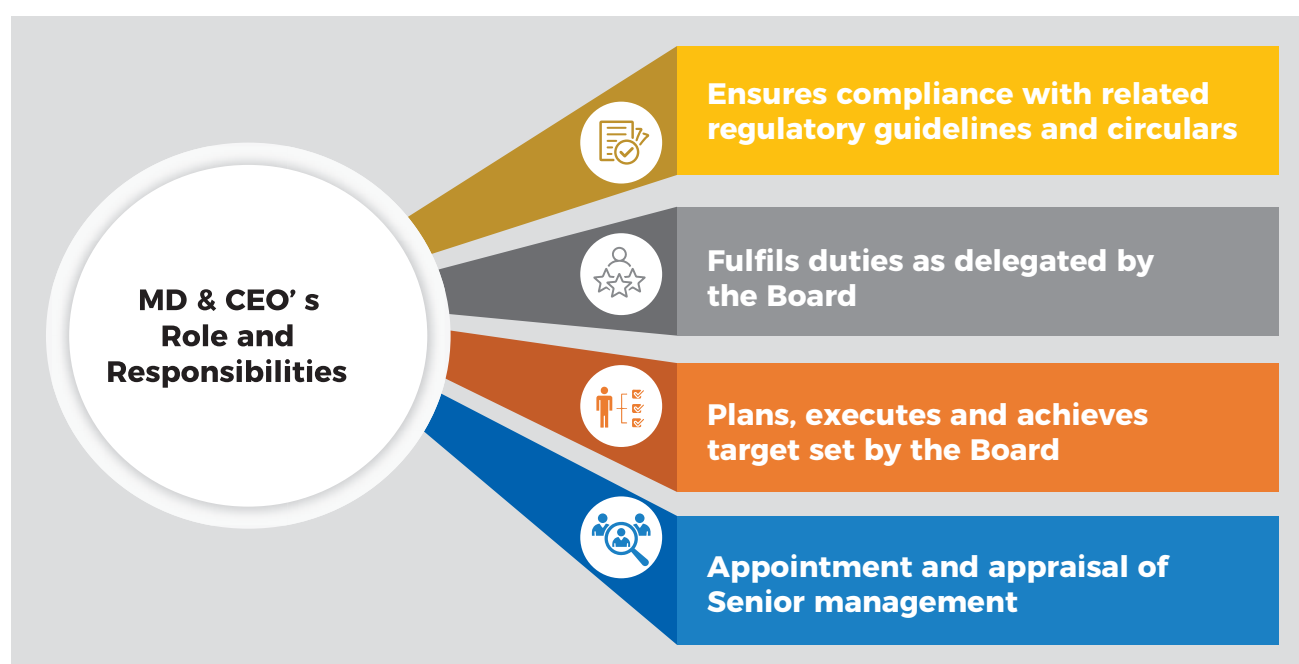 MD & CEO’ s
Role and
Responsibilities
Ensures compliance with related
regulatory guidelines and circulars
Fulfils duties as delegated by
the Board
Plans, executes and achieves
target set by the Board
Appointment and appraisal of
Senior management